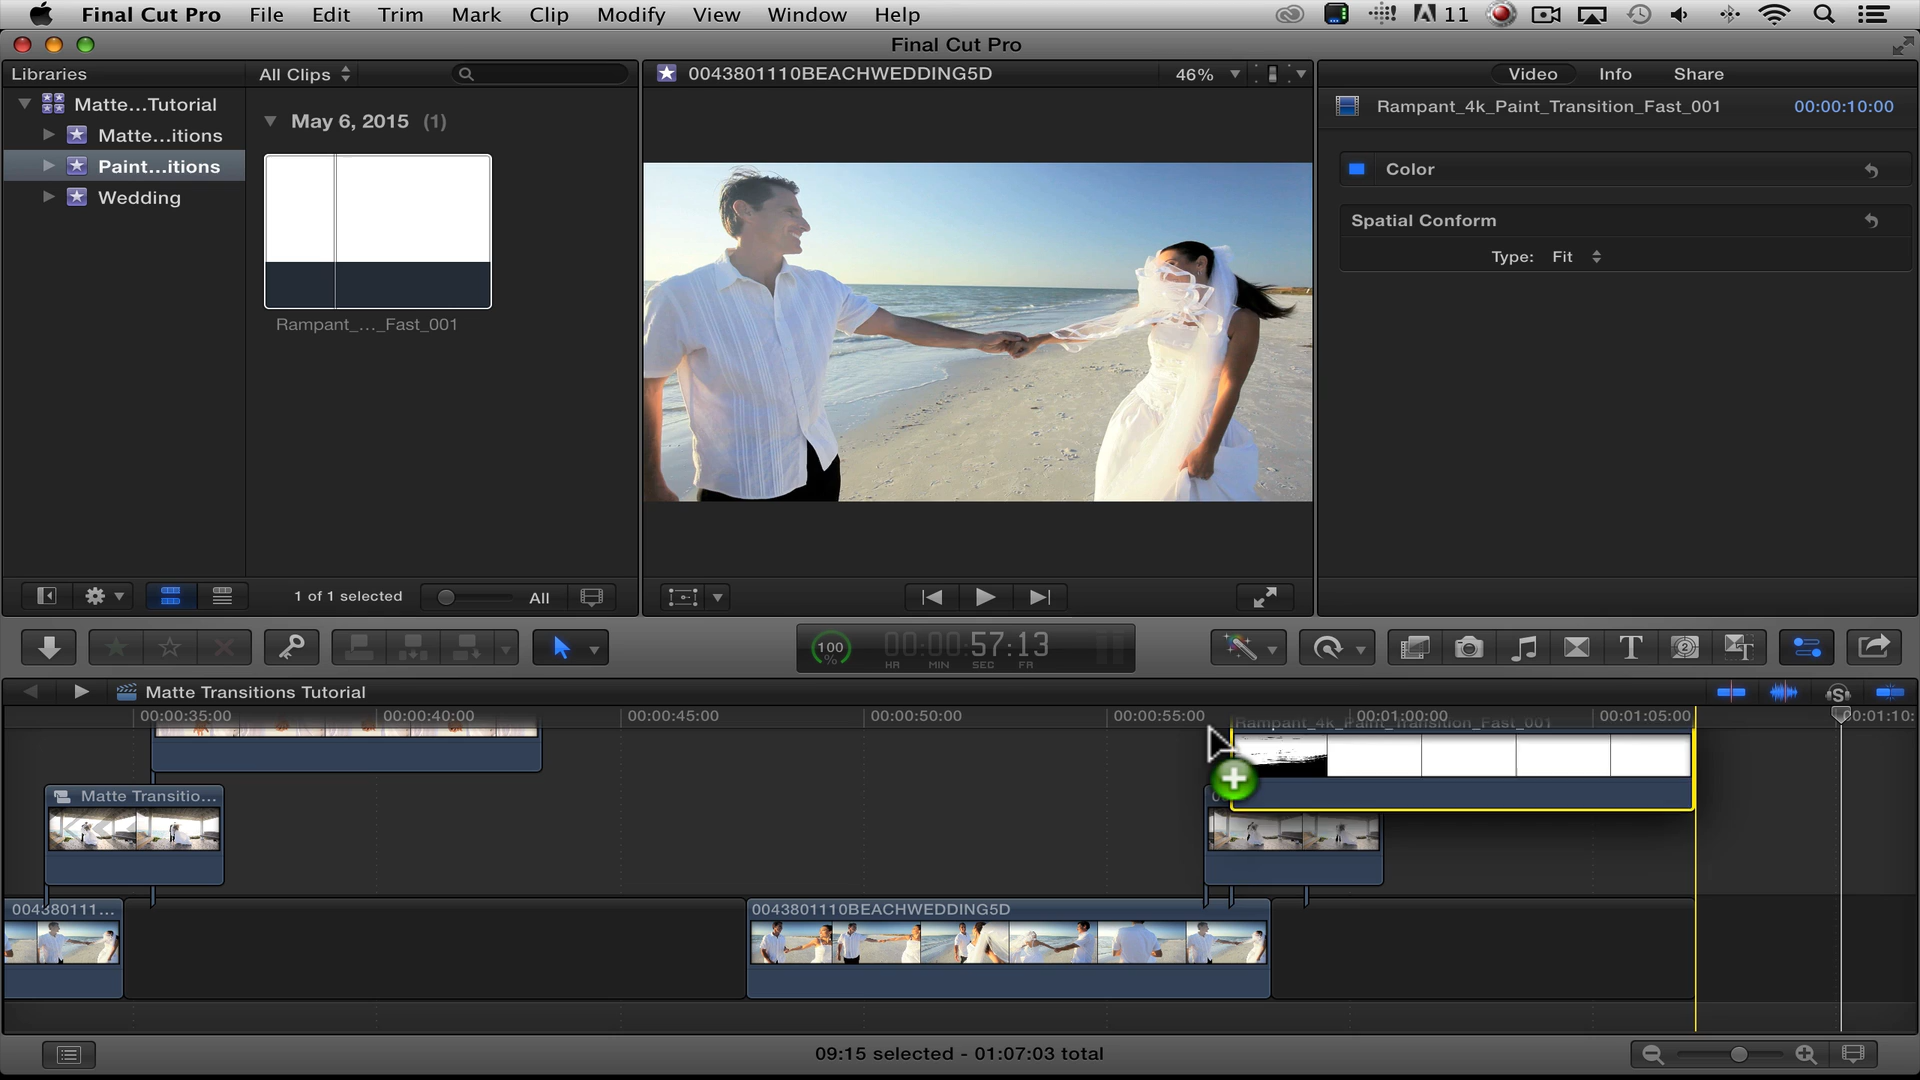 Final Cut Pro File Edit Trim Mark Clip Modify View Window Help 11
Final Cut Pro
Libraries
All Clips
0043801110BEACHWEDDING5D
46%
Video Info Share
Matte...Tutorial
Matte...itions
Paint...itions
Wedding
May 6, 2015 (1)
Rampant_..._Fast_001
Rampant_4k_Paint_Transition_Fast_001 00:00:10:00
Color
Spatial Conform
Type: Fit
1 of 1 selected
All
100 %
00:00:57:13
HR MIN SEC FR
Matte Transitions Tutorial
00:00:35:00 00:00:40:00 00:00:45:00 00:00:50:00 00:00:55:00 00:01:00:00 00:01:05:00 00:01:10:
Rampant_4k_Paint_Transition_Fast_001
Matte Transitio...
004380111...
0043801110BEACHWEDDING5D
09:15 selected - 01:07:03 total